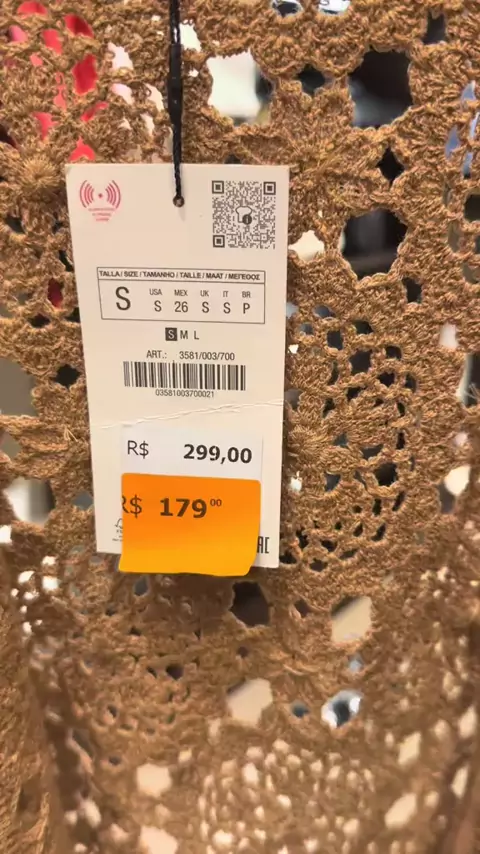 TALLA / SIZE / TAMANHO / TAILLE / MAAT / ΜΕΓΕΘΟΣ
S
USA MEX UK IT BR
S 26 S S P
S M L
ART.: 3581/003/700
03581003700021
R$ 299,00
R$ 179 00